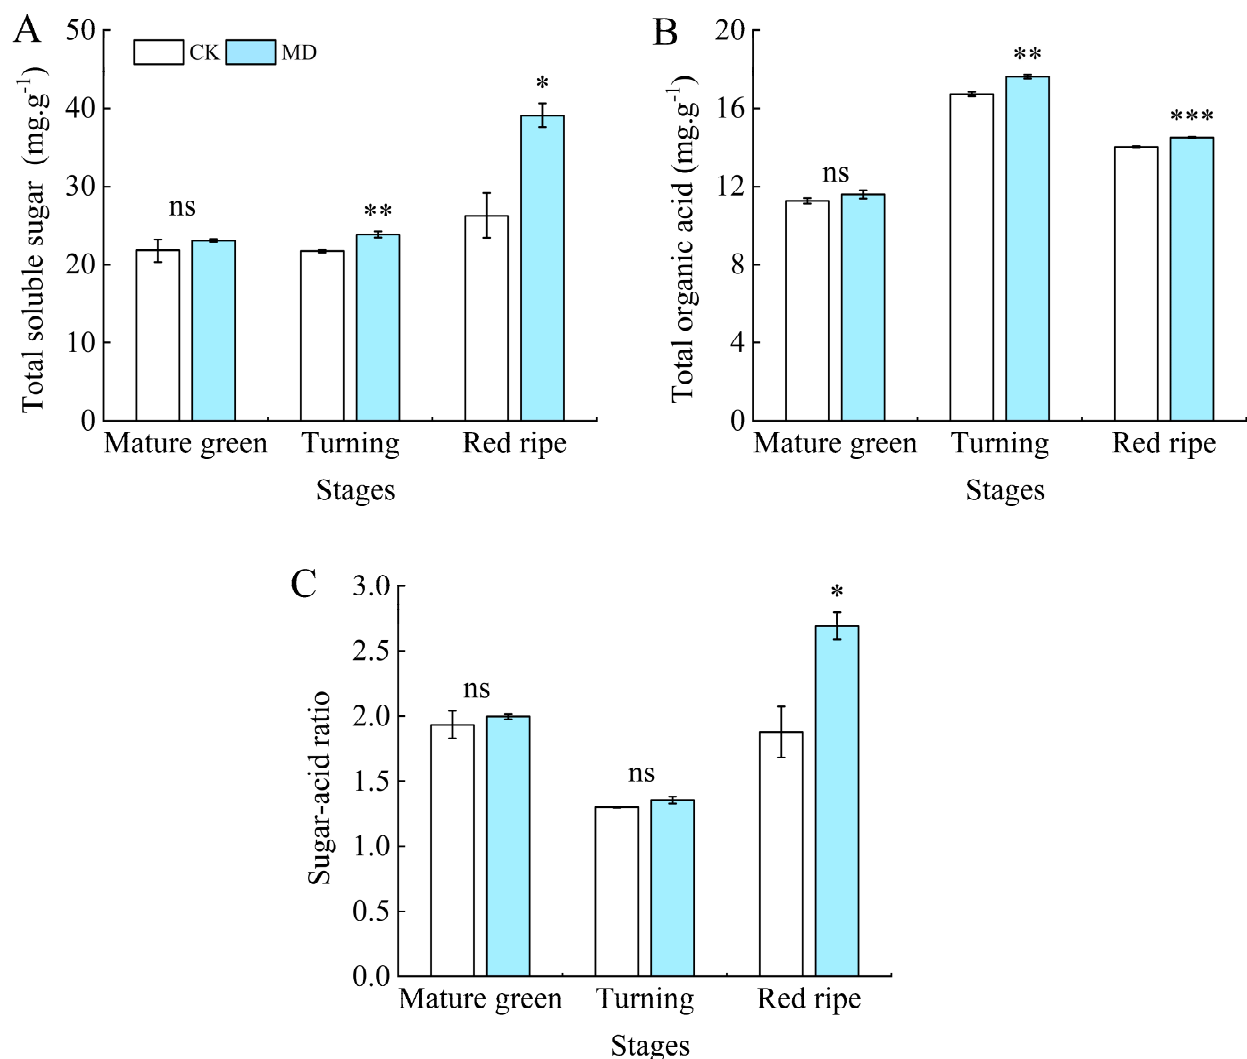 A
CK MD
Total soluble sugar (mg.g-1)
50
40
30
20
10
0
ns
**
*
Mature green Turning Red ripe
Stages
B
Total organic acid (mg.g-1)
20
16
12
8
4
0
ns
**
***
Mature green Turning Red ripe
Stages
C
Sugar-acid ratio
3.0
2.5
2.0
1.5
1.0
0.5
0.0
ns
ns
*
Mature green Turning Red ripe
Stages